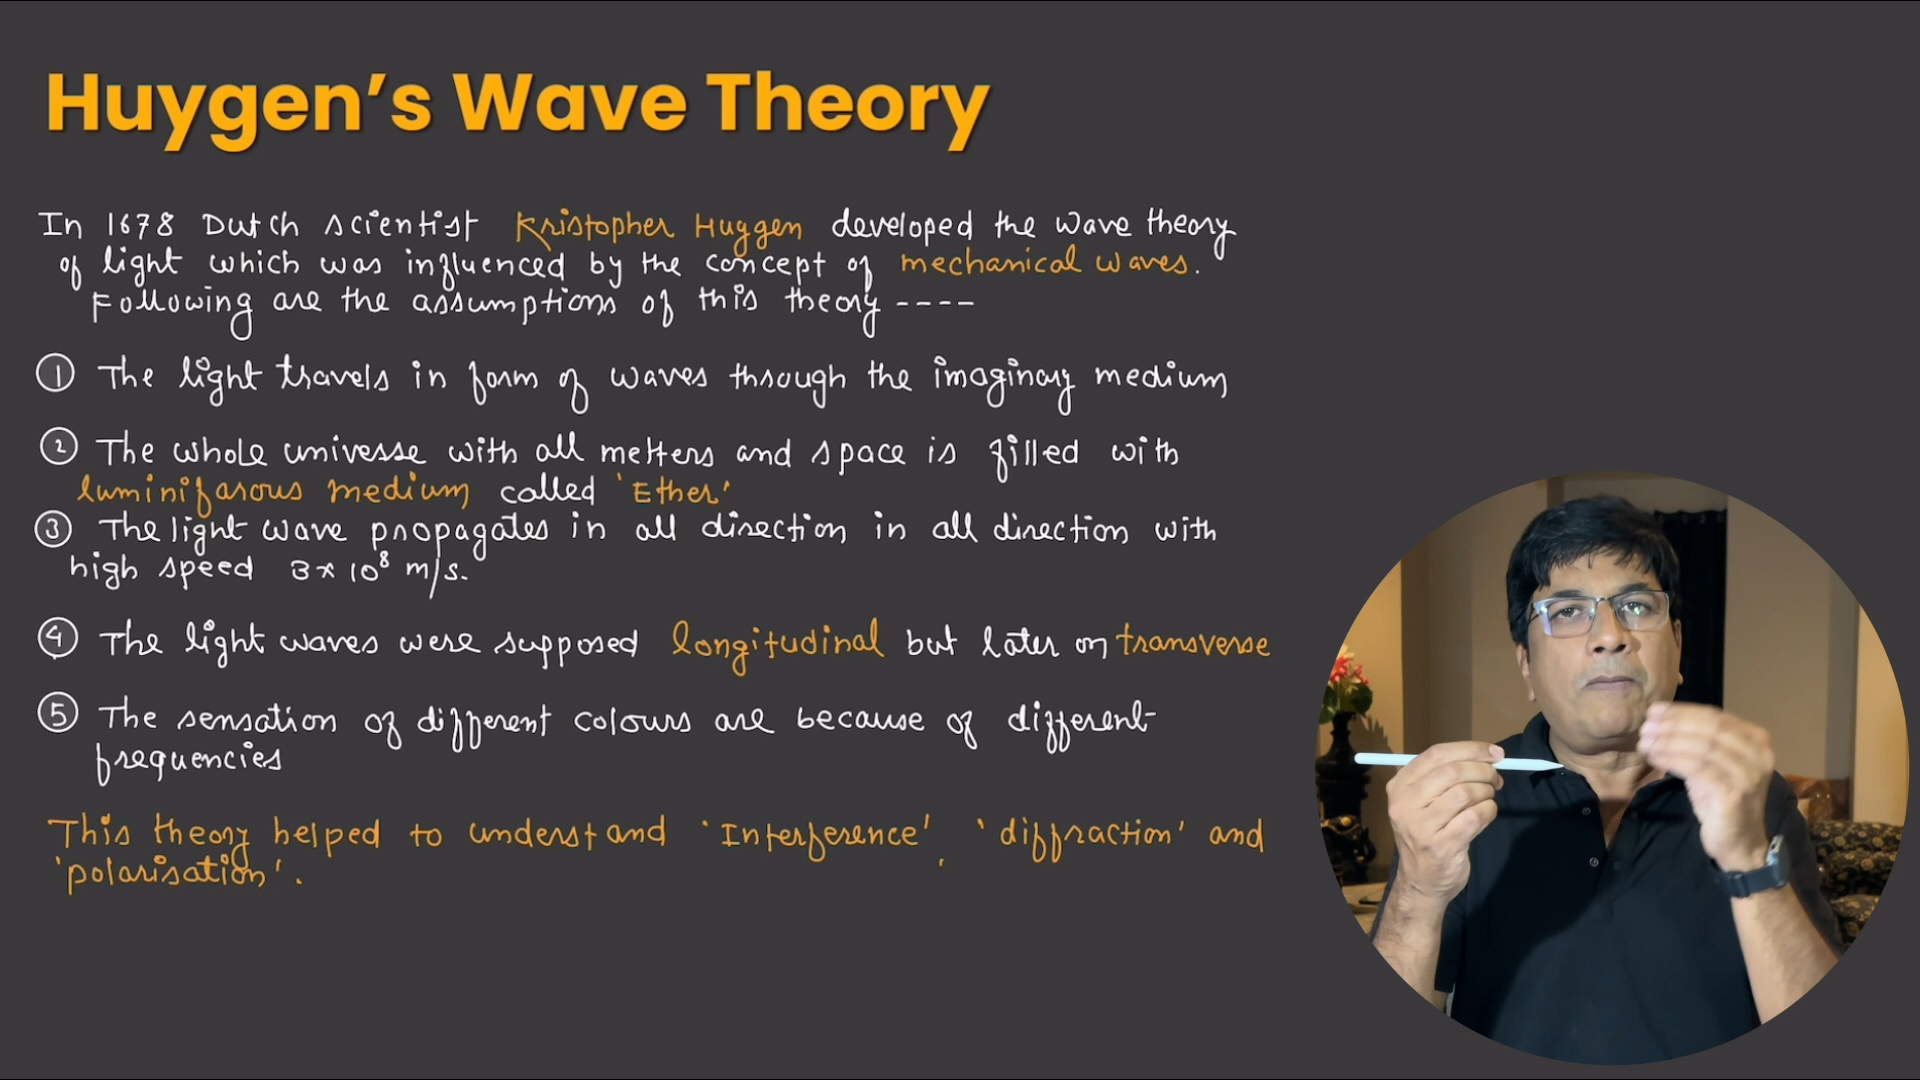 Huygen’s Wave Theory
In 1678 Dutch scientist Kristopher Huygen developed the wave theory
of light which was influenced by the concept of mechanical waves.
Following are the assumptions of this theory ----
① The light travels in form of waves through the imaginary medium
② The whole universe with all metters and space is filled with
luminifarous medium called 'Ether'
③ The light wave propagates in all direction in all direction with
high speed 3×10⁸ m/s.
④ The light waves were supposed longitudinal but later on transverse
⑤ The sensation of different colours are because of different
frequencies
This theory helped to understand 'Interference', 'diffraction' and
'polarisation'.